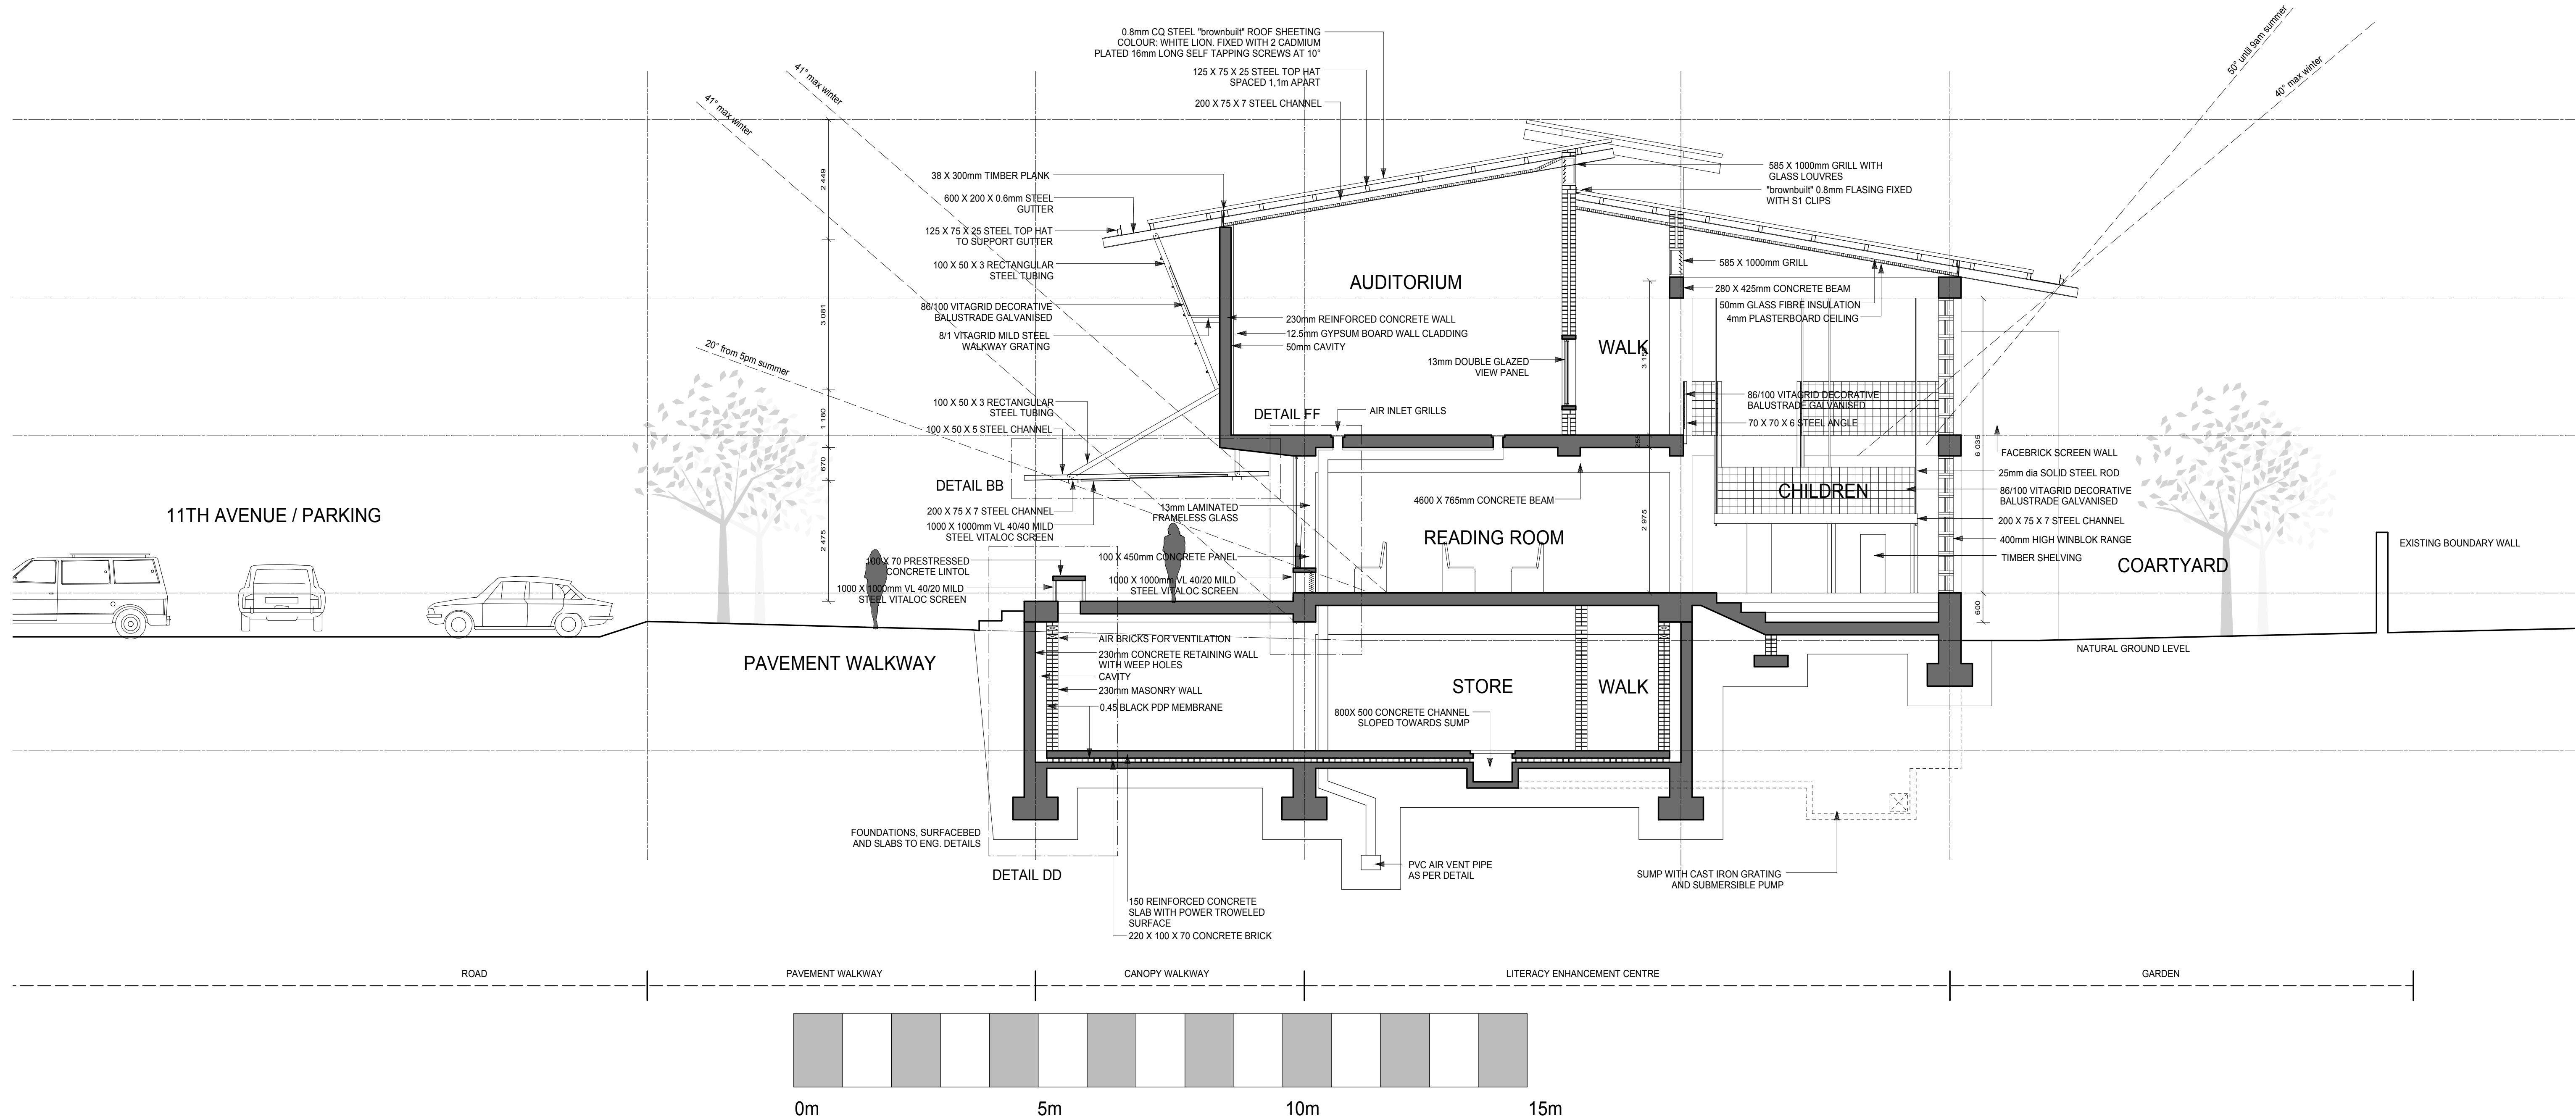 0.8mm CQ STEEL "brownbuilt" ROOF SHEETING
COLOUR: WHITE LION. FIXED WITH 2 CADMIUM
PLATED 16mm LONG SELF TAPPING SCREWS AT 10°
125 X 75 X 25 STEEL TOP HAT
SPACED 1,1m APART
200 X 75 X 7 STEEL CHANNEL
41° max winter
41° max winter
50° until 9am summer
40° max winter
2 449
38 X 300mm TIMBER PLANK
600 X 200 X 0.6mm STEEL
GUTTER
125 X 75 X 25 STEEL TOP HAT
TO SUPPORT GUTTER
100 X 50 X 3 RECTANGULAR
STEEL TUBING
86/100 VITAGRID DECORATIVE
BALUSTRADE GALVANISED
8/1 VITAGRID MILD STEEL
WALKWAY GRATING
3 081
20° from 5pm summer
585 X 1000mm GRILL WITH
GLASS LOUVRES
"brownbuilt" 0.8mm FLASING FIXED
WITH S1 CLIPS
585 X 1000mm GRILL
280 X 425mm CONCRETE BEAM
50mm GLASS FIBRE INSULATION
4mm PLASTERBOARD CEILING
AUDITORIUM
230mm REINFORCED CONCRETE WALL
12.5mm GYPSUM BOARD WALL CLADDING
50mm CAVITY
13mm DOUBLE GLAZED
VIEW PANEL
WALK
100 X 50 X 3 RECTANGULAR
STEEL TUBING
100 X 50 X 5 STEEL CHANNEL
1 180
670
2 475
DETAIL FF
AIR INLET GRILLS
86/100 VITAGRID DECORATIVE
BALUSTRADE GALVANISED
70 X 70 X 6 STEEL ANGLE
6 035
FACEBRICK SCREEN WALL
25mm dia SOLID STEEL ROD
86/100 VITAGRID DECORATIVE
BALUSTRADE GALVANISED
200 X 75 X 7 STEEL CHANNEL
400mm HIGH WINBLOK RANGE
TIMBER SHELVING
DETAIL BB
200 X 75 X 7 STEEL CHANNEL
1000 X 1000mm VL 40/40 MILD
STEEL VITALOC SCREEN
13mm LAMINATED
FRAMELESS GLASS
4600 X 765mm CONCRETE BEAM
2 975
CHILDREN
READING ROOM
11TH AVENUE / PARKING
100 X 70 PRESTRESSED
CONCRETE LINTOL
1000 X 1000mm VL 40/20 MILD
STEEL VITALOC SCREEN
100 X 450mm CONCRETE PANEL
1000 X 1000mm VL 40/20 MILD
STEEL VITALOC SCREEN
600
COARTYARD
EXISTING BOUNDARY WALL
NATURAL GROUND LEVEL
PAVEMENT WALKWAY
AIR BRICKS FOR VENTILATION
230mm CONCRETE RETAINING WALL
WITH WEEP HOLES
CAVITY
230mm MASONRY WALL
0.45 BLACK PDP MEMBRANE
STORE
WALK
800X 500 CONCRETE CHANNEL
SLOPED TOWARDS SUMP
FOUNDATIONS, SURFACEBED
AND SLABS TO ENG. DETAILS
DETAIL DD
PVC AIR VENT PIPE
AS PER DETAIL
SUMP WITH CAST IRON GRATING
AND SUBMERSIBLE PUMP
150 REINFORCED CONCRETE
SLAB WITH POWER TROWELED
SURFACE
220 X 100 X 70 CONCRETE BRICK
ROAD
PAVEMENT WALKWAY
CANOPY WALKWAY
LITERACY ENHANCEMENT CENTRE
GARDEN
0m
5m
10m
15m